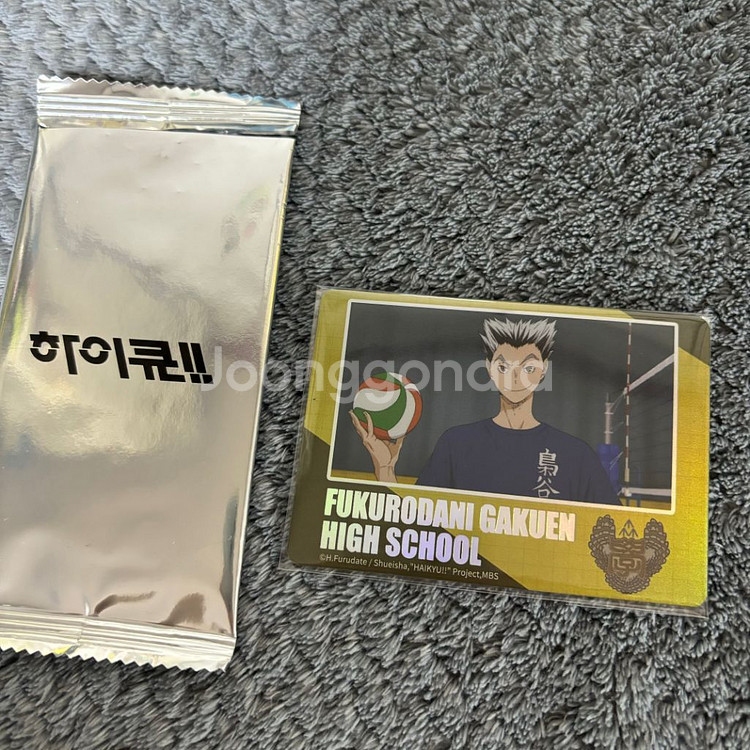 하이큐!!
Joonggonara
梟谷
FUKURODANI GAKUEN
HIGH SCHOOL
©H.Furudate / Shueisha,"HAIKYU!!" Project,MBS